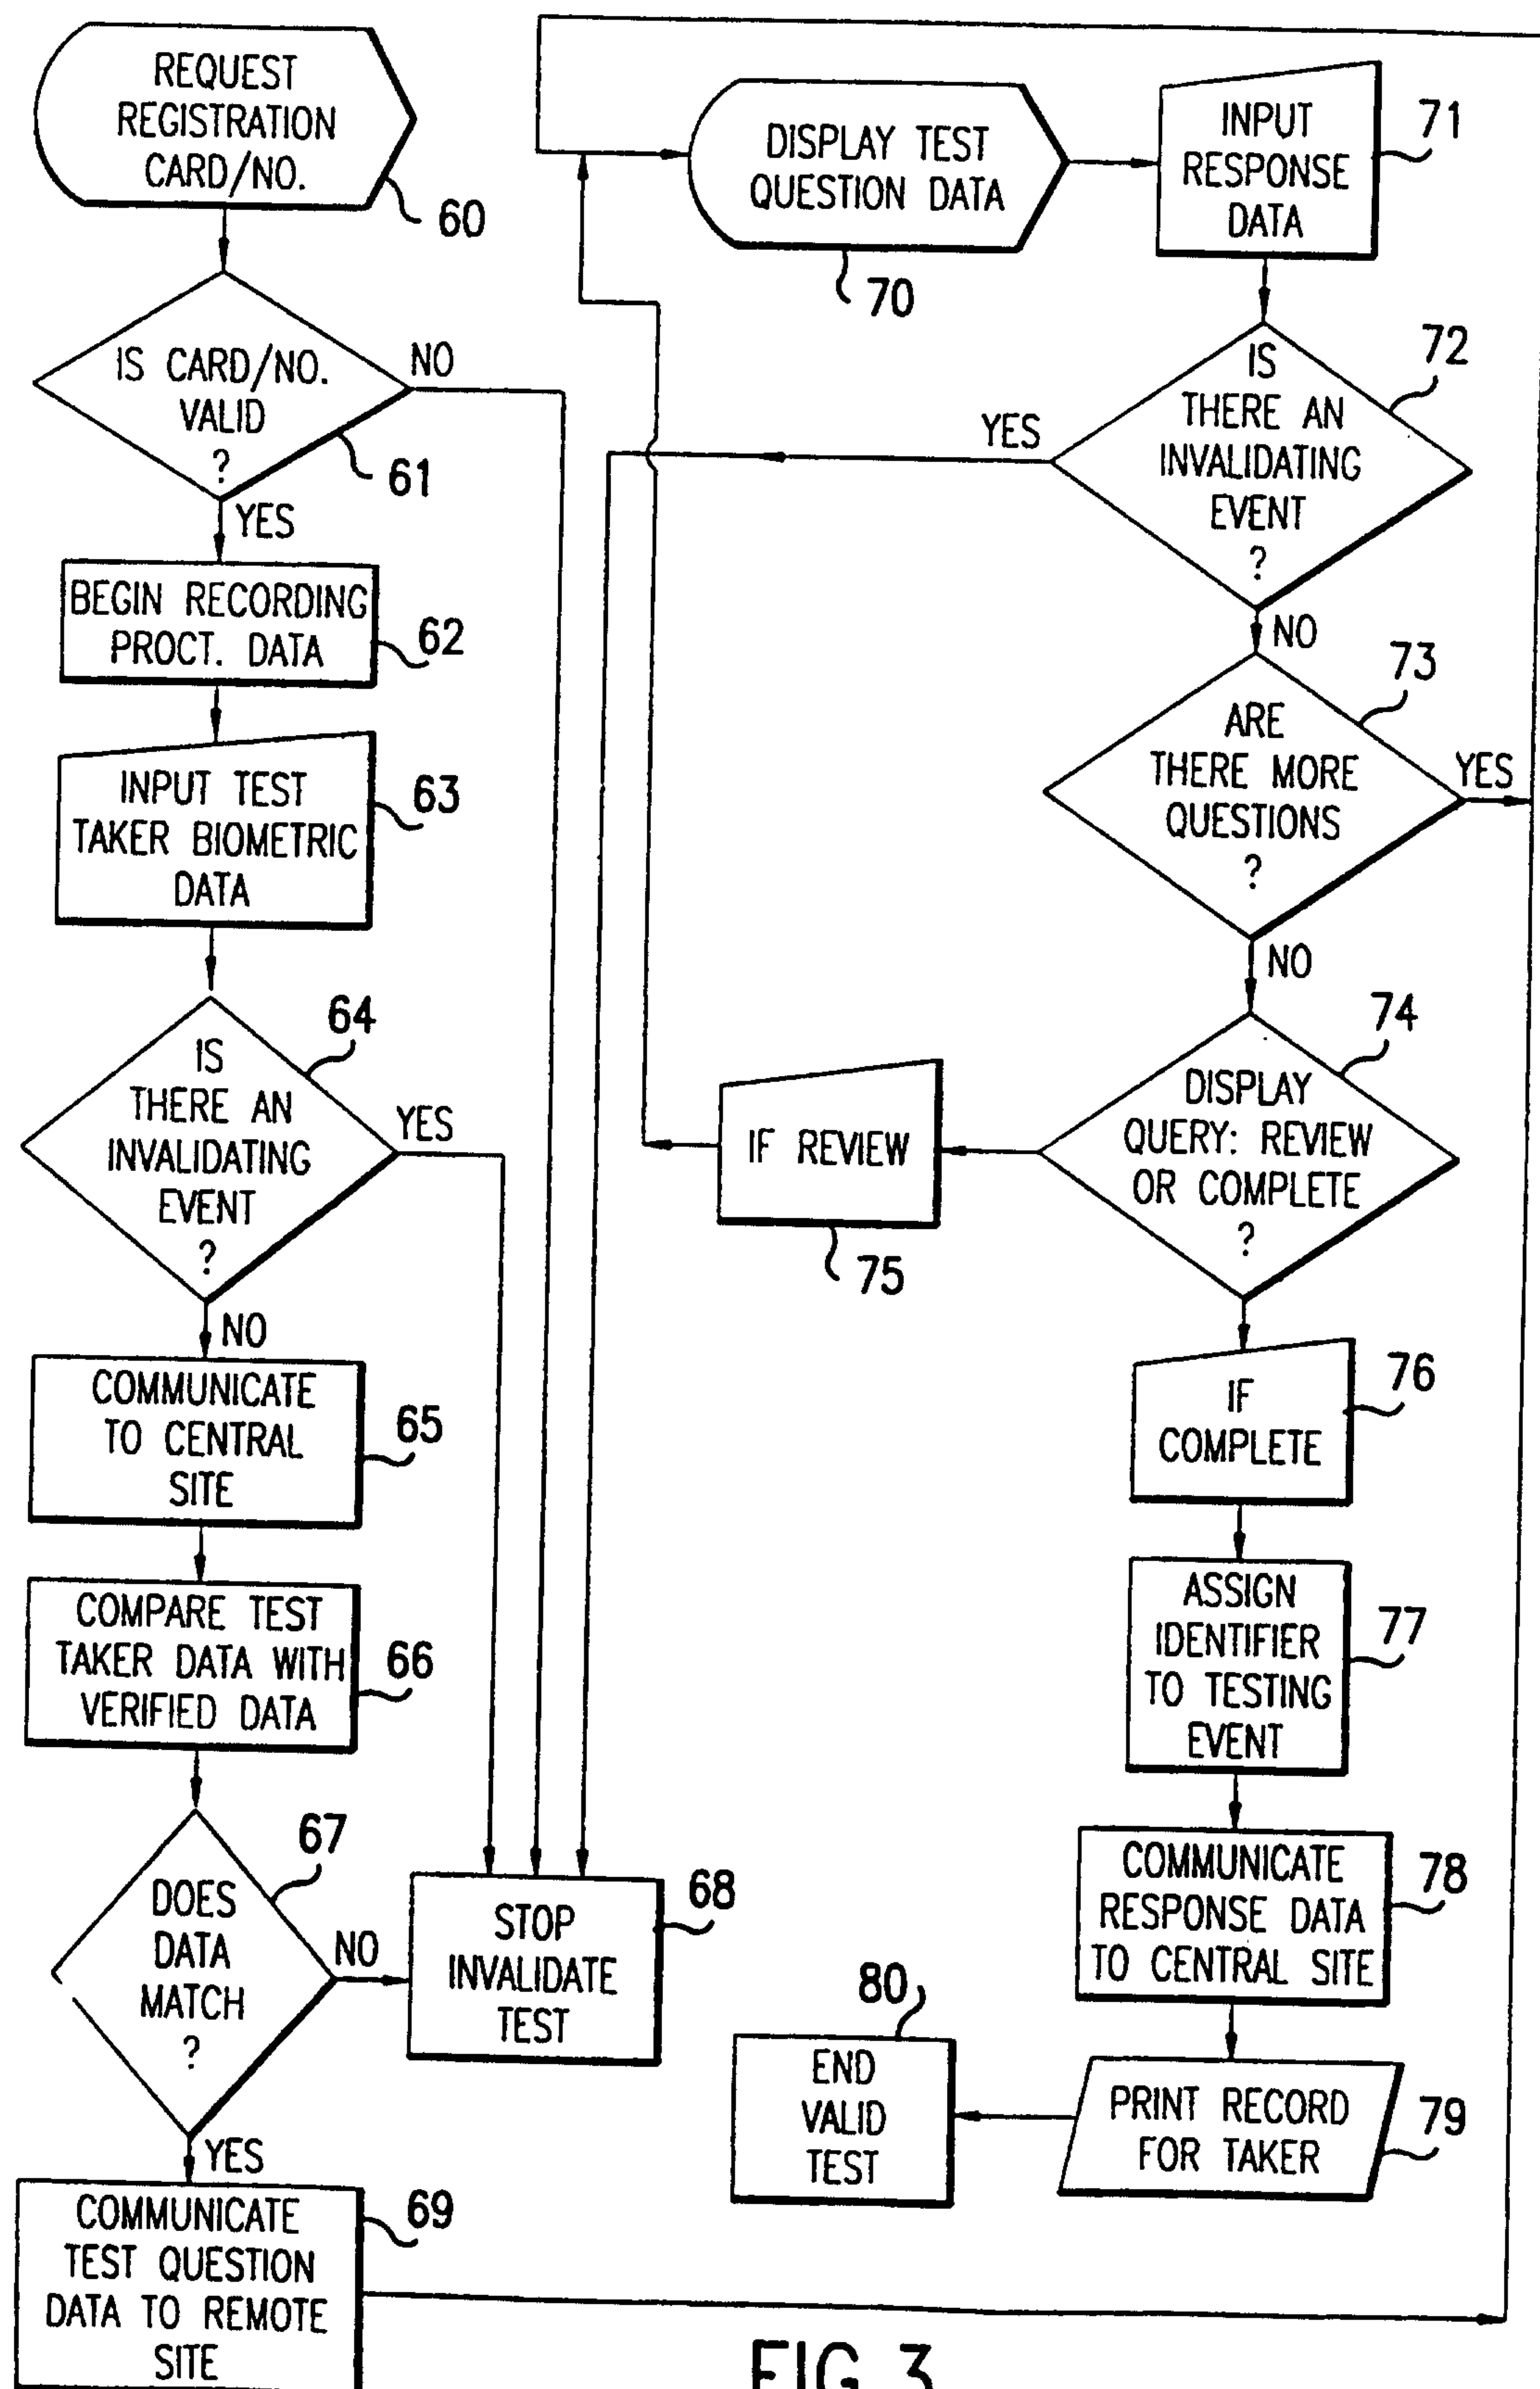 REQUEST
REGISTRATION
CARD/NO.
60
IS CARD/NO.
VALID
?
61
NO
YES
BEGIN RECORDING
PROCT. DATA
62
INPUT TEST
TAKER BIOMETRIC
DATA
63
IS
THERE AN
INVALIDATING
EVENT
?
64
YES
NO
COMMUNICATE
TO CENTRAL
SITE
65
COMPARE TEST
TAKER DATA WITH
VERIFIED DATA
66
DOES
DATA
MATCH
?
67
NO
YES
STOP
INVALIDATE
TEST
68
COMMUNICATE
TEST QUESTION
DATA TO REMOTE
SITE
69
DISPLAY TEST
QUESTION DATA
70
INPUT
RESPONSE
DATA
71
IS
THERE AN
INVALIDATING
EVENT
?
72
YES
NO
ARE
THERE MORE
QUESTIONS
?
73
YES
NO
DISPLAY
QUERY: REVIEW
OR COMPLETE
?
74
IF REVIEW
75
IF
COMPLETE
76
ASSIGN
IDENTIFIER
TO TESTING
EVENT
77
COMMUNICATE
RESPONSE DATA
TO CENTRAL SITE
78
PRINT RECORD
FOR TAKER
79
END
VALID
TEST
80
FIG. 3